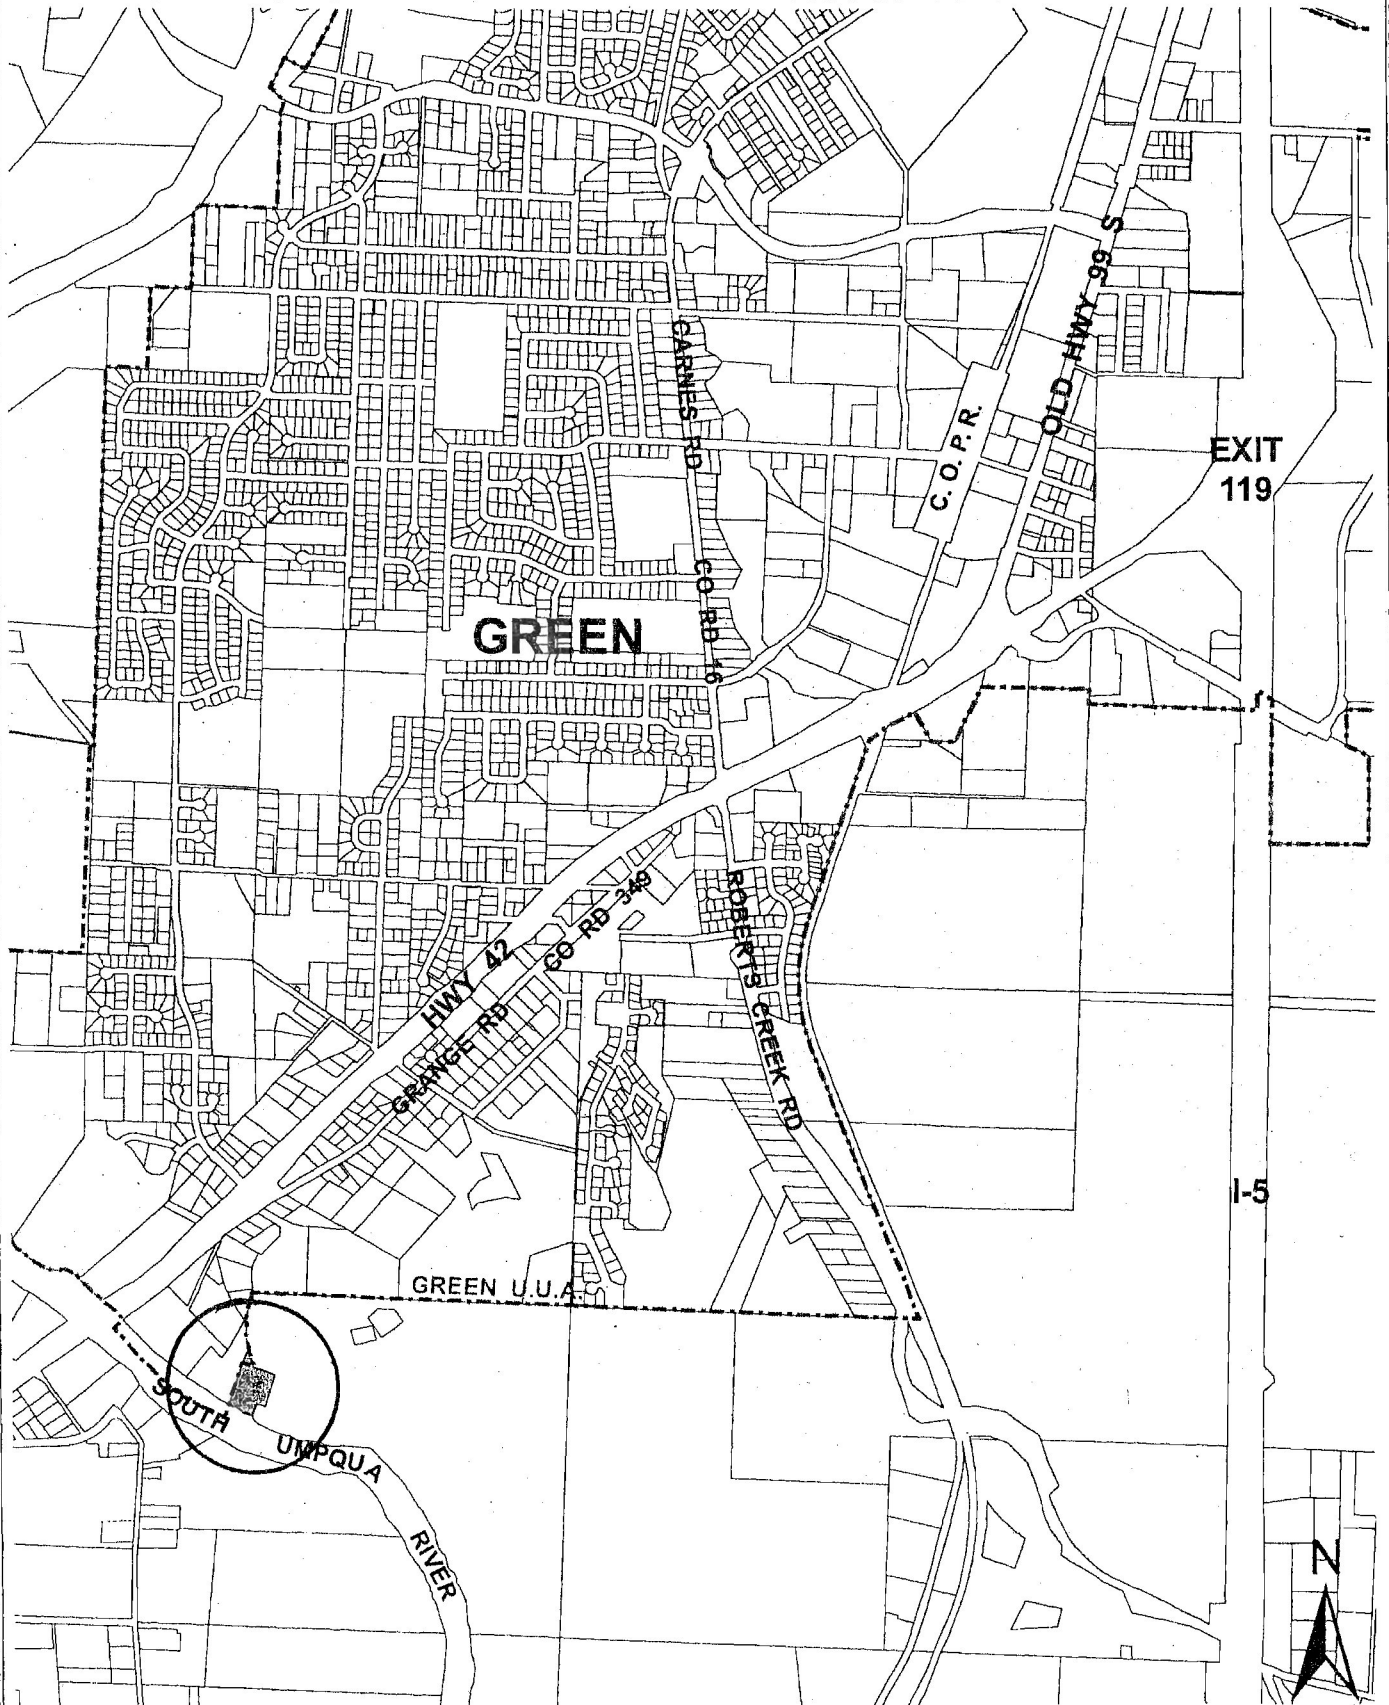 OLD HWY 99 S
CARNES RD
C.O.P.R.
EXIT
119
CO RD 16
GREEN
CO RD 349
ROBERTS CREEK RD
HWY 42
GRANGE RD
I-5
GREEN U.U.A.
SOUTH
UMPQUA
RIVER
N